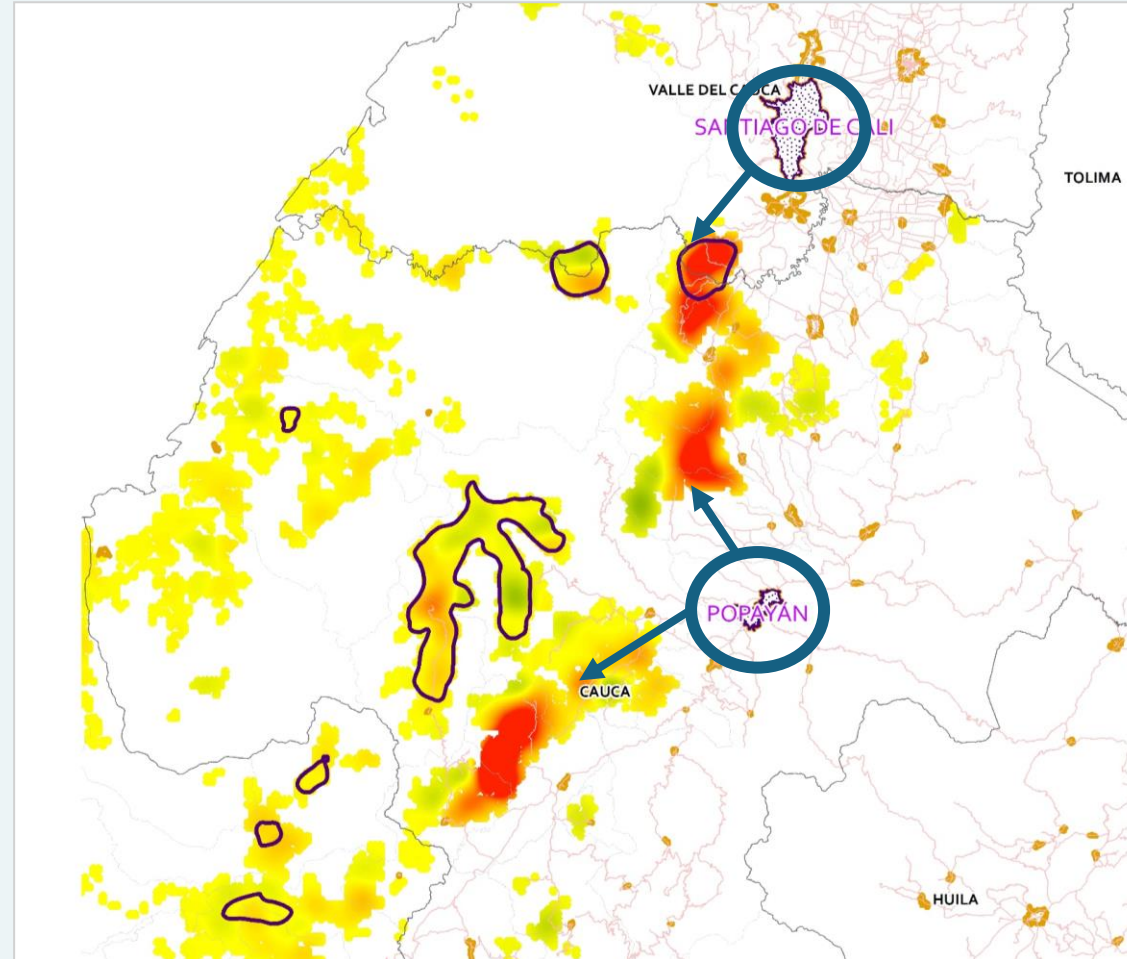 VALLE DEL CAUCA
SANTIAGO DE CALI
TOLIMA
POPAYÁN
CAUCA
HUILA